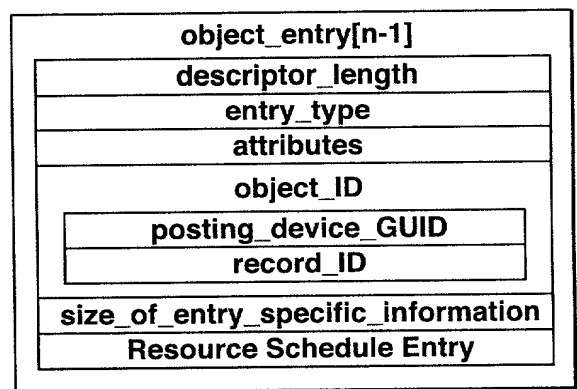 object_entry[n-1]
descriptor_length
entry_type
attributes
object_ID
posting_device_GUID
record_ID
size_of_entry_specific_information
Resource Schedule Entry